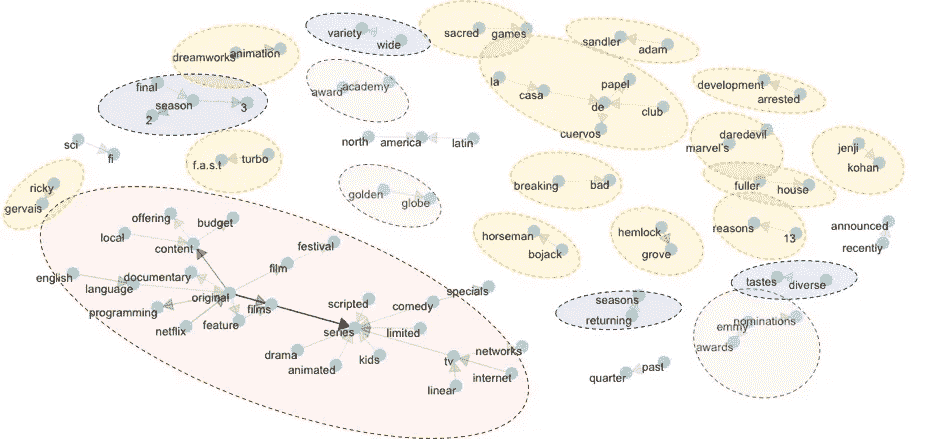 variety
wide
sacred
games
sandler
adam
dreamworks
animation
final
season
3
2
award
academy
la
casa
papel
de
club
cuervos
development
arrested
daredevil
marvel's
jenji
kohan
sci
fi
f.a.s.t
turbo
north
america
latin
ricky
gervais
golden
globe
breaking
bad
fuller
house
offering
budget
local
content
festival
film
horseman
bojack
hemlock
grove
reasons
13
announced
recently
english
language
documentary
original
programming
films
netflix
feature
scripted
series
comedy
specials
limited
drama
animated
kids
tv
networks
internet
linear
seasons
returning
tastes
diverse
emmy
nominations
awards
quarter
past